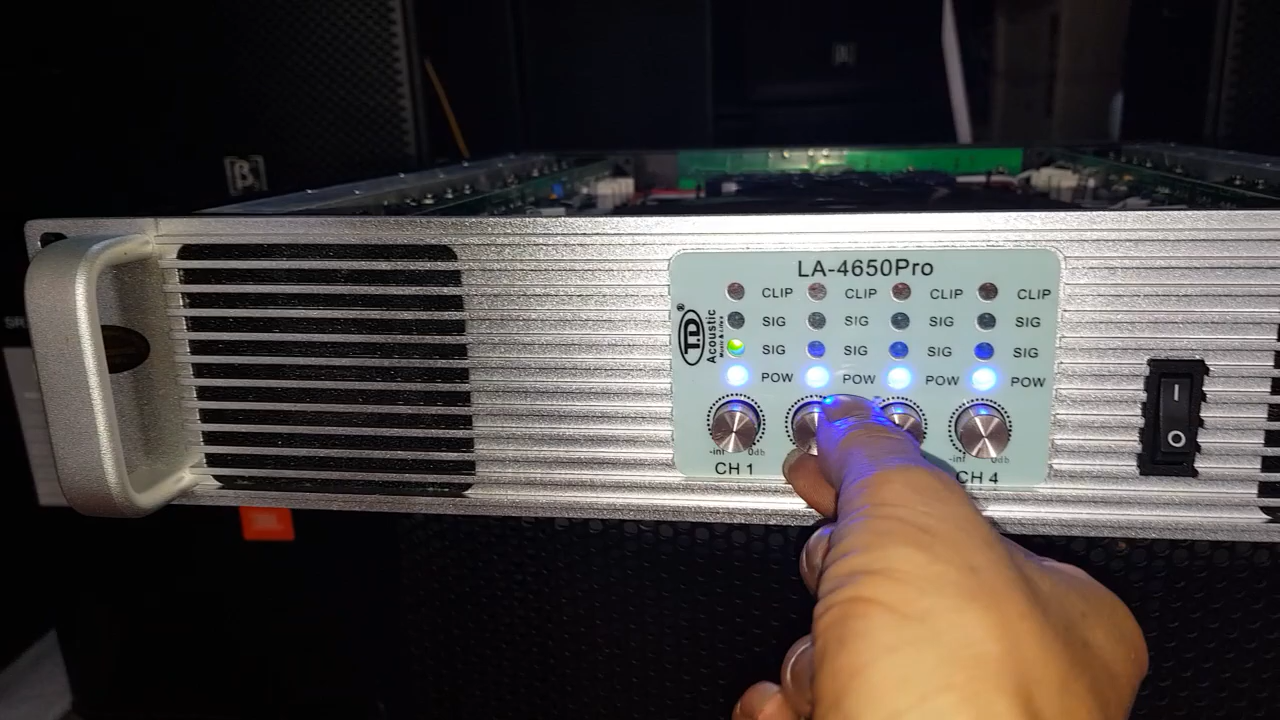 LA-4650Pro
CLIP CLIP CLIP CLIP
SIG SIG SIG SIG
SIG SIG SIG SIG
POW POW POW POW
T.D ®
Acoustic
-inf 0db
-inf 0db
CH 1
CH 4
I
O